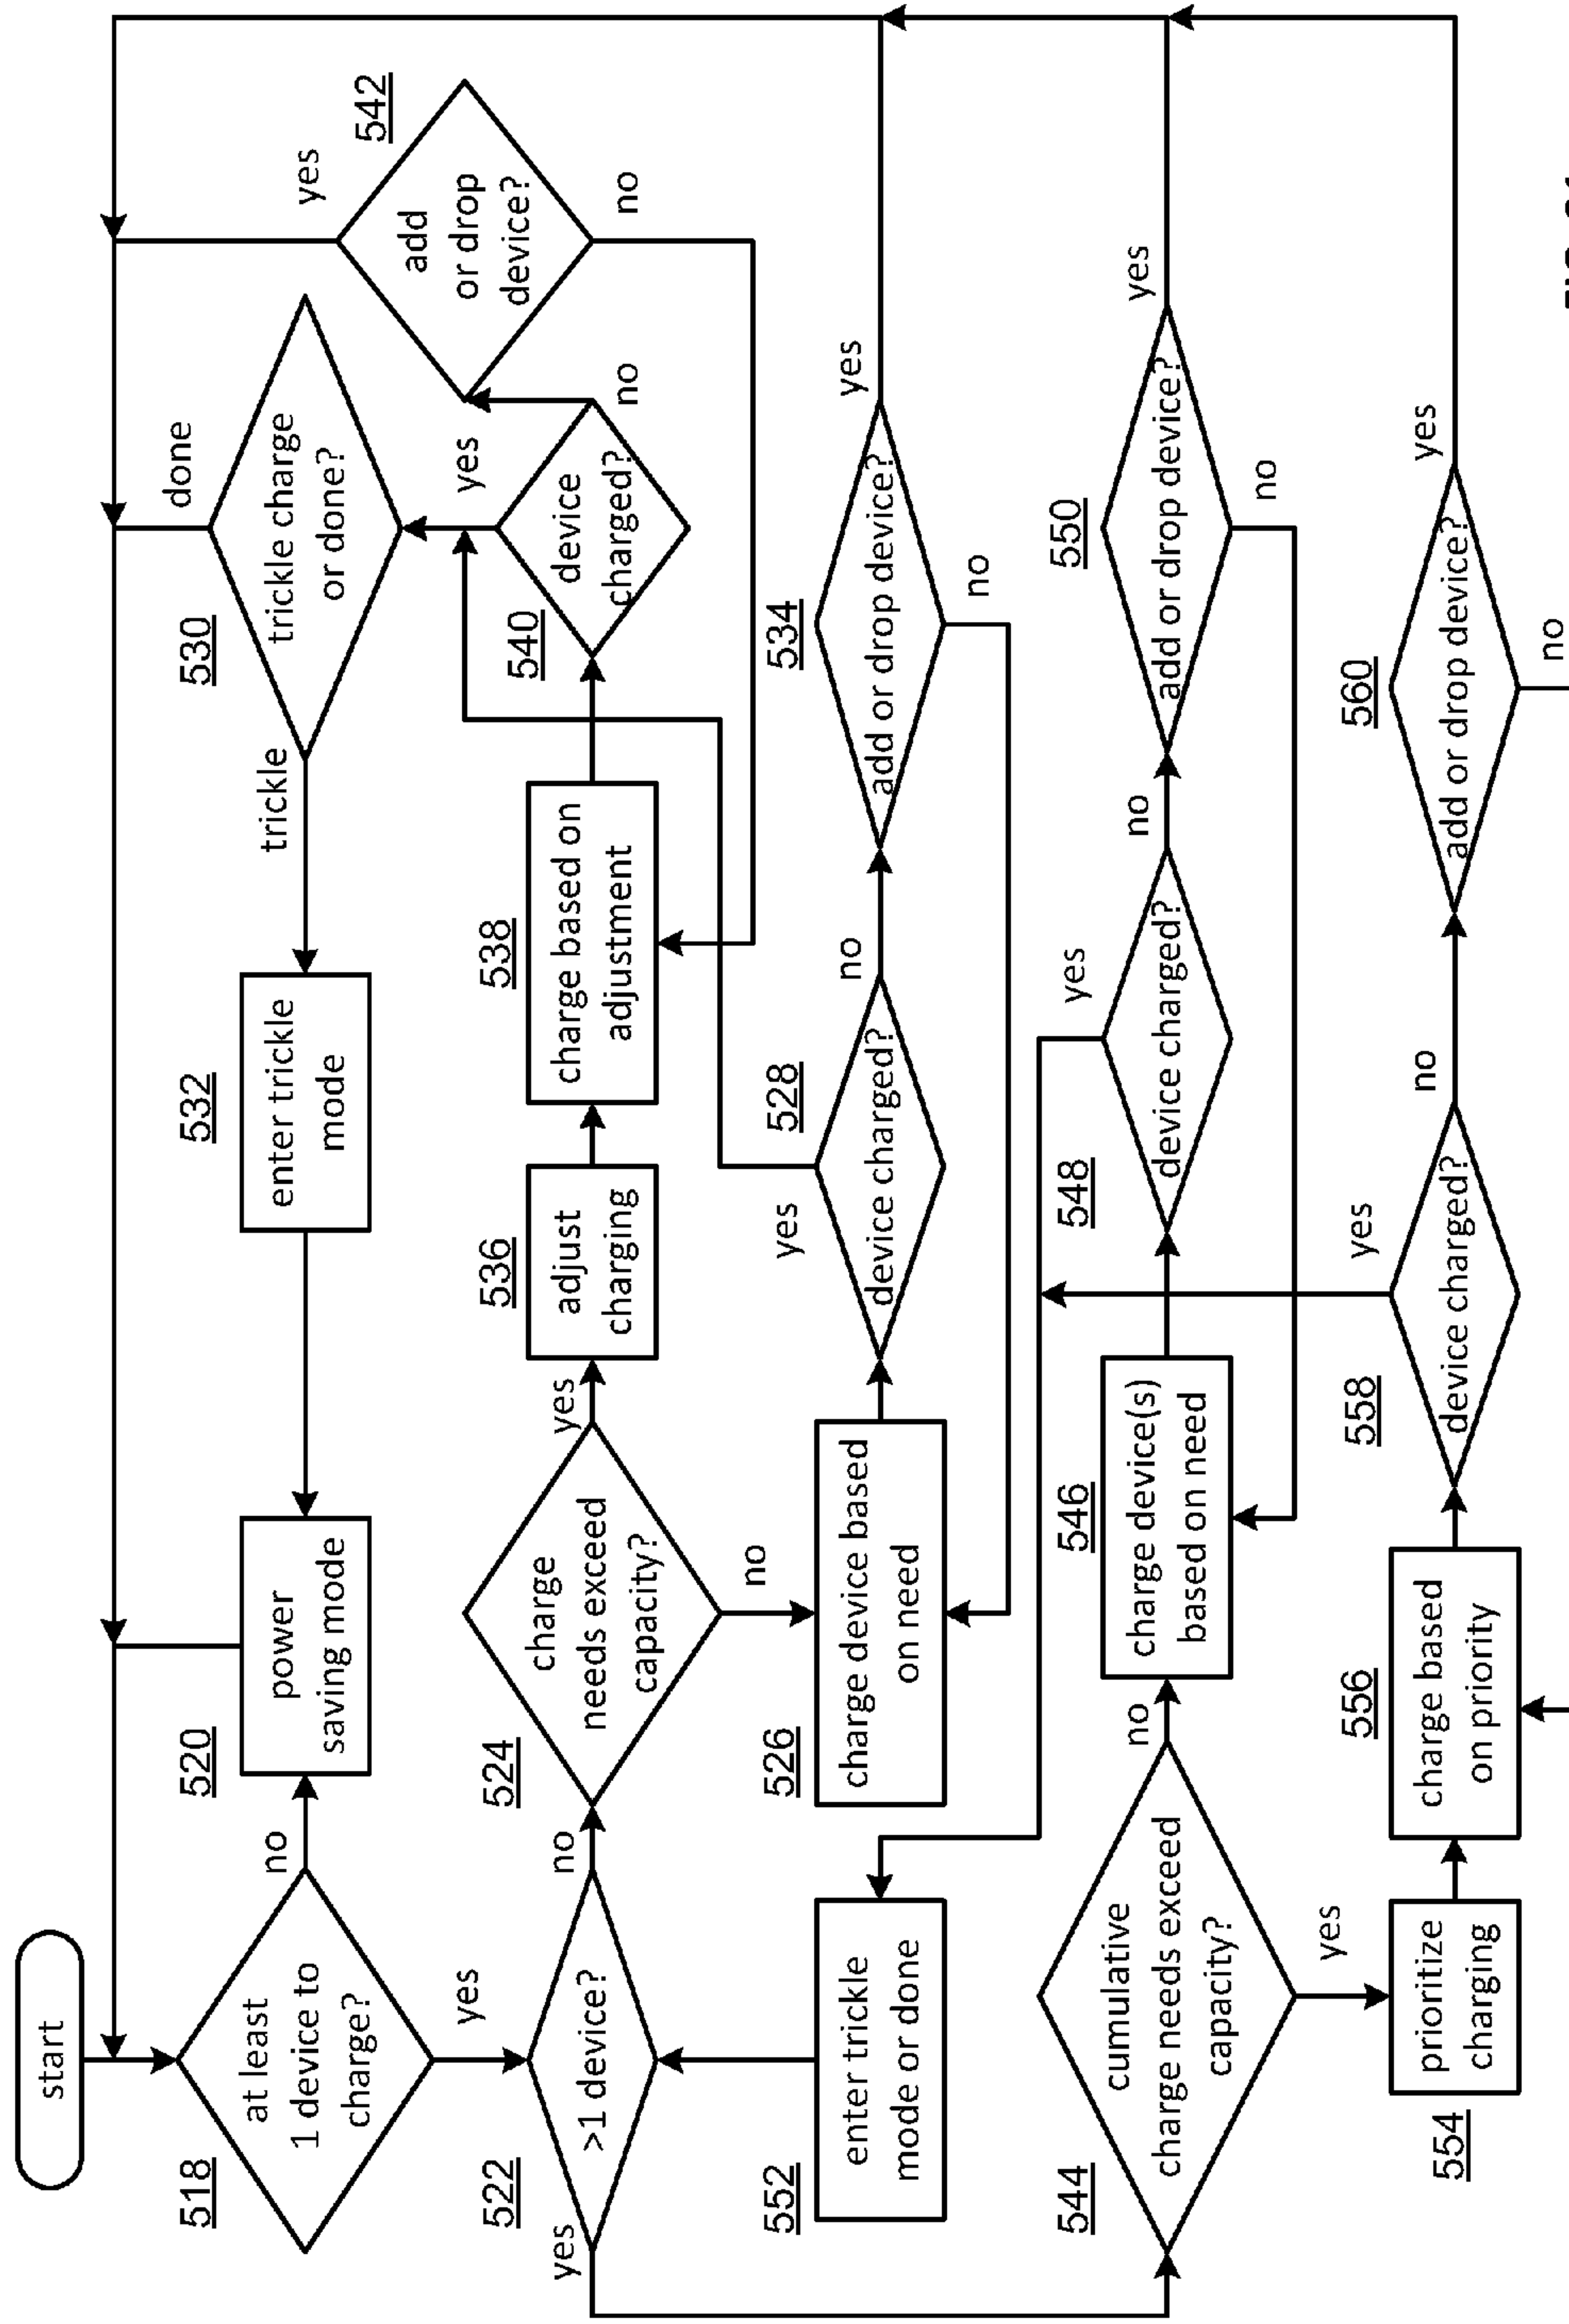 start
518
at least
1 device to
charge?
no
yes
520
power
saving mode
532
enter trickle
mode
trickle
530
trickle charge
or done?
done
522
>1 device?
yes
no
524
charge
needs exceed
capacity?
yes
no
536
adjust
charging
538
charge based on
adjustment
540
device
charged?
yes
no
542
add
or drop
device?
yes
no
552
enter trickle
mode or done
526
charge device based
on need
528
device charged?
yes
no
534
add or drop device?
yes
no
544
cumulative
charge needs exceed
capacity?
no
yes
546
charge device(s)
based on need
548
device charged?
yes
no
550
add or drop device?
yes
no
554
prioritize
charging
556
charge based
on priority
558
device charged?
yes
no
560
add or drop device?
yes
no